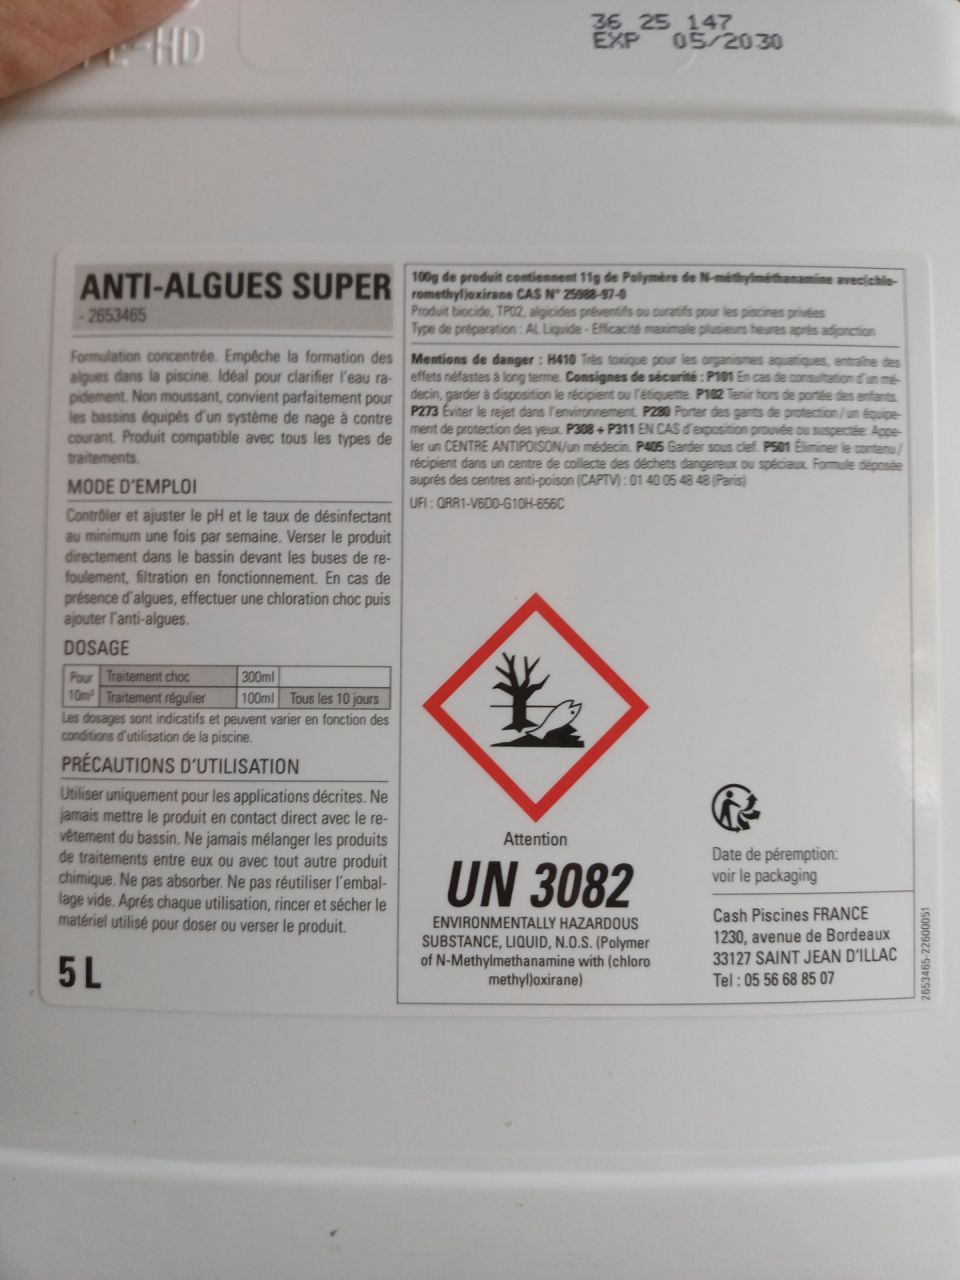 PE-HD
36 25 147
EXP 05/2030
ANTI-ALGUES SUPER
- 2653465
Formulation concentrée. Empêche la formation des
algues dans la piscine. Idéal pour clarifier l'eau ra-
pidement. Non moussant, convient parfaitement pour
les bassins équipés d'un système de nage à contre
courant. Produit compatible avec tous les types de
traitements.
MODE D'EMPLOI
Contrôler et ajuster le pH et le taux de désinfectant
au minimum une fois par semaine. Verser le produit
directement dans le bassin devant les buses de re-
foulement, filtration en fonctionnement. En cas de
présence d'algues, effectuer une chloration choc puis
ajouter l'anti-algues.
DOSAGE
Pour 10m³
Traitement choc 300ml
Traitement régulier 100ml Tous les 10 jours
Les dosages sont indicatifs et peuvent varier en fonction des
conditions d'utilisation de la piscine.
PRÉCAUTIONS D'UTILISATION
Utiliser uniquement pour les applications décrites. Ne
jamais mettre le produit en contact direct avec le re-
vêtement du bassin. Ne jamais mélanger les produits
de traitements entre eux ou avec tout autre produit
chimique. Ne pas absorber. Ne pas réutiliser l'embal-
lage vide. Aprés chaque utilisation, rincer et sécher le
matériel utilisé pour doser ou verser le produit.
5 L
100g de produit contiennent 11g de Polymère de N-méthylméthanamine avec(chlo-
romethyl)oxirane CAS N° 25988-97-0
Produit biocide, TP02, algicides préventifs ou curatifs pour les piscines privées
Type de préparation : AL Liquide - Efficacité maximale plusieurs heures après adjonction
Mentions de danger : H410 Très toxique pour les organismes aquatiques, entraîne des
effets néfastes à long terme. Consignes de sécurité : P101 En cas de consultation d'un mé-
decin, garder à disposition le récipient ou l'étiquette. P102 Tenir hors de portée des enfants.
P273 Éviter le rejet dans l'environnement. P280 Porter des gants de protection/un équipe-
ment de protection des yeux. P308 + P311 EN CAS d'exposition prouvée ou suspectée: Appe-
ler un CENTRE ANTIPOISON/un médecin. P405 Garder sous clef. P501 Éliminer le contenu/
récipient dans un centre de collecte des déchets dangereux ou spéciaux. Formule déposée
auprés des centres anti-poison (CAPTV) : 01 40 05 48 48 (Paris)
UFI : QRR1-V6D0-G10H-656C
Attention
UN 3082
ENVIRONMENTALLY HAZARDOUS
SUBSTANCE, LIQUID, N.O.S. (Polymer
of N-Methylmethanamine with (chloro
methyl)oxirane)
Date de péremption:
voir le packaging
Cash Piscines FRANCE
1230, avenue de Bordeaux
33127 SAINT JEAN D'ILLAC
Tel : 05 56 68 85 07
2653465-22600051